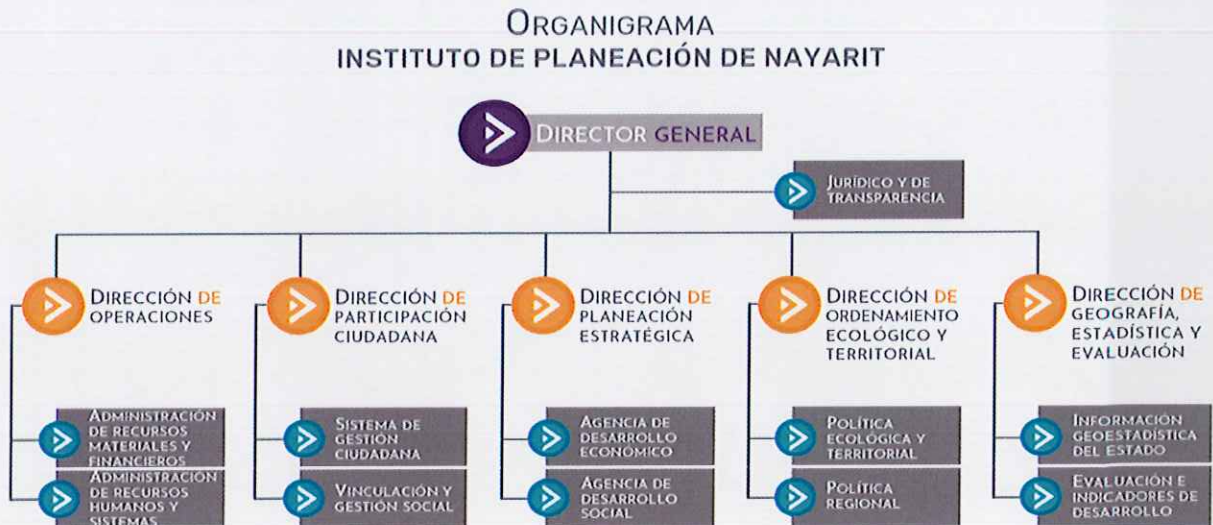 ORGANIGRAMA
INSTITUTO DE PLANEACIÓN DE NAYARIT
DIRECTOR GENERAL
JURÍDICO Y DE
TRANSPARENCIA
DIRECCIÓN DE
OPERACIONES
ADMINISTRACIÓN
DE RECURSOS
MATERIALES Y
FINANCIEROS
ADMINISTRACIÓN
DE RECURSOS
HUMANOS Y
SISTEMAS
DIRECCIÓN DE
PARTICIPACIÓN
CIUDADANA
SISTEMA DE
GESTIÓN
CIUDADANA
VINCULACIÓN Y
GESTIÓN SOCIAL
DIRECCIÓN DE
PLANEACIÓN
ESTRATÉGICA
AGENCIA DE
DESARROLLO
ECONÓMICO
AGENCIA DE
DESARROLLO
SOCIAL
DIRECCIÓN DE
ORDENAMIENTO
ECOLÓGICO Y
TERRITORIAL
POLÍTICA
ECOLÓGICA Y
TERRITORIAL
POLÍTICA
REGIONAL
DIRECCIÓN DE
GEOGRAFÍA,
ESTADÍSTICA Y
EVALUACIÓN
INFORMACIÓN
GEOESTADÍSTICA
DEL ESTADO
EVALUACIÓN E
INDICADORES DE
DESARROLLO